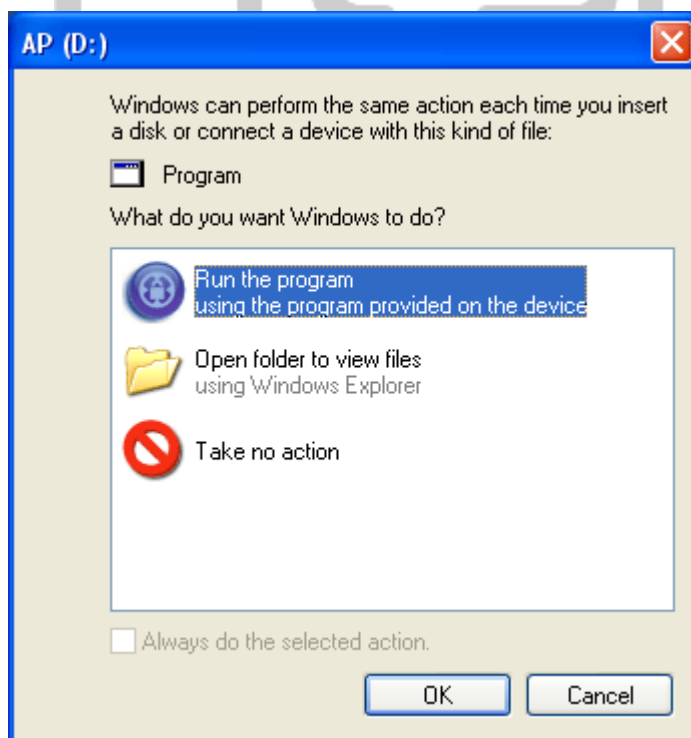 AP (D:)
Windows can perform the same action each time you insert
a disk or connect a device with this kind of file:
Program
What do you want Windows to do?
Run the program
using the program provided on the device
Open folder to view files
using Windows Explorer
Take no action
Always do the selected action.
OK
Cancel